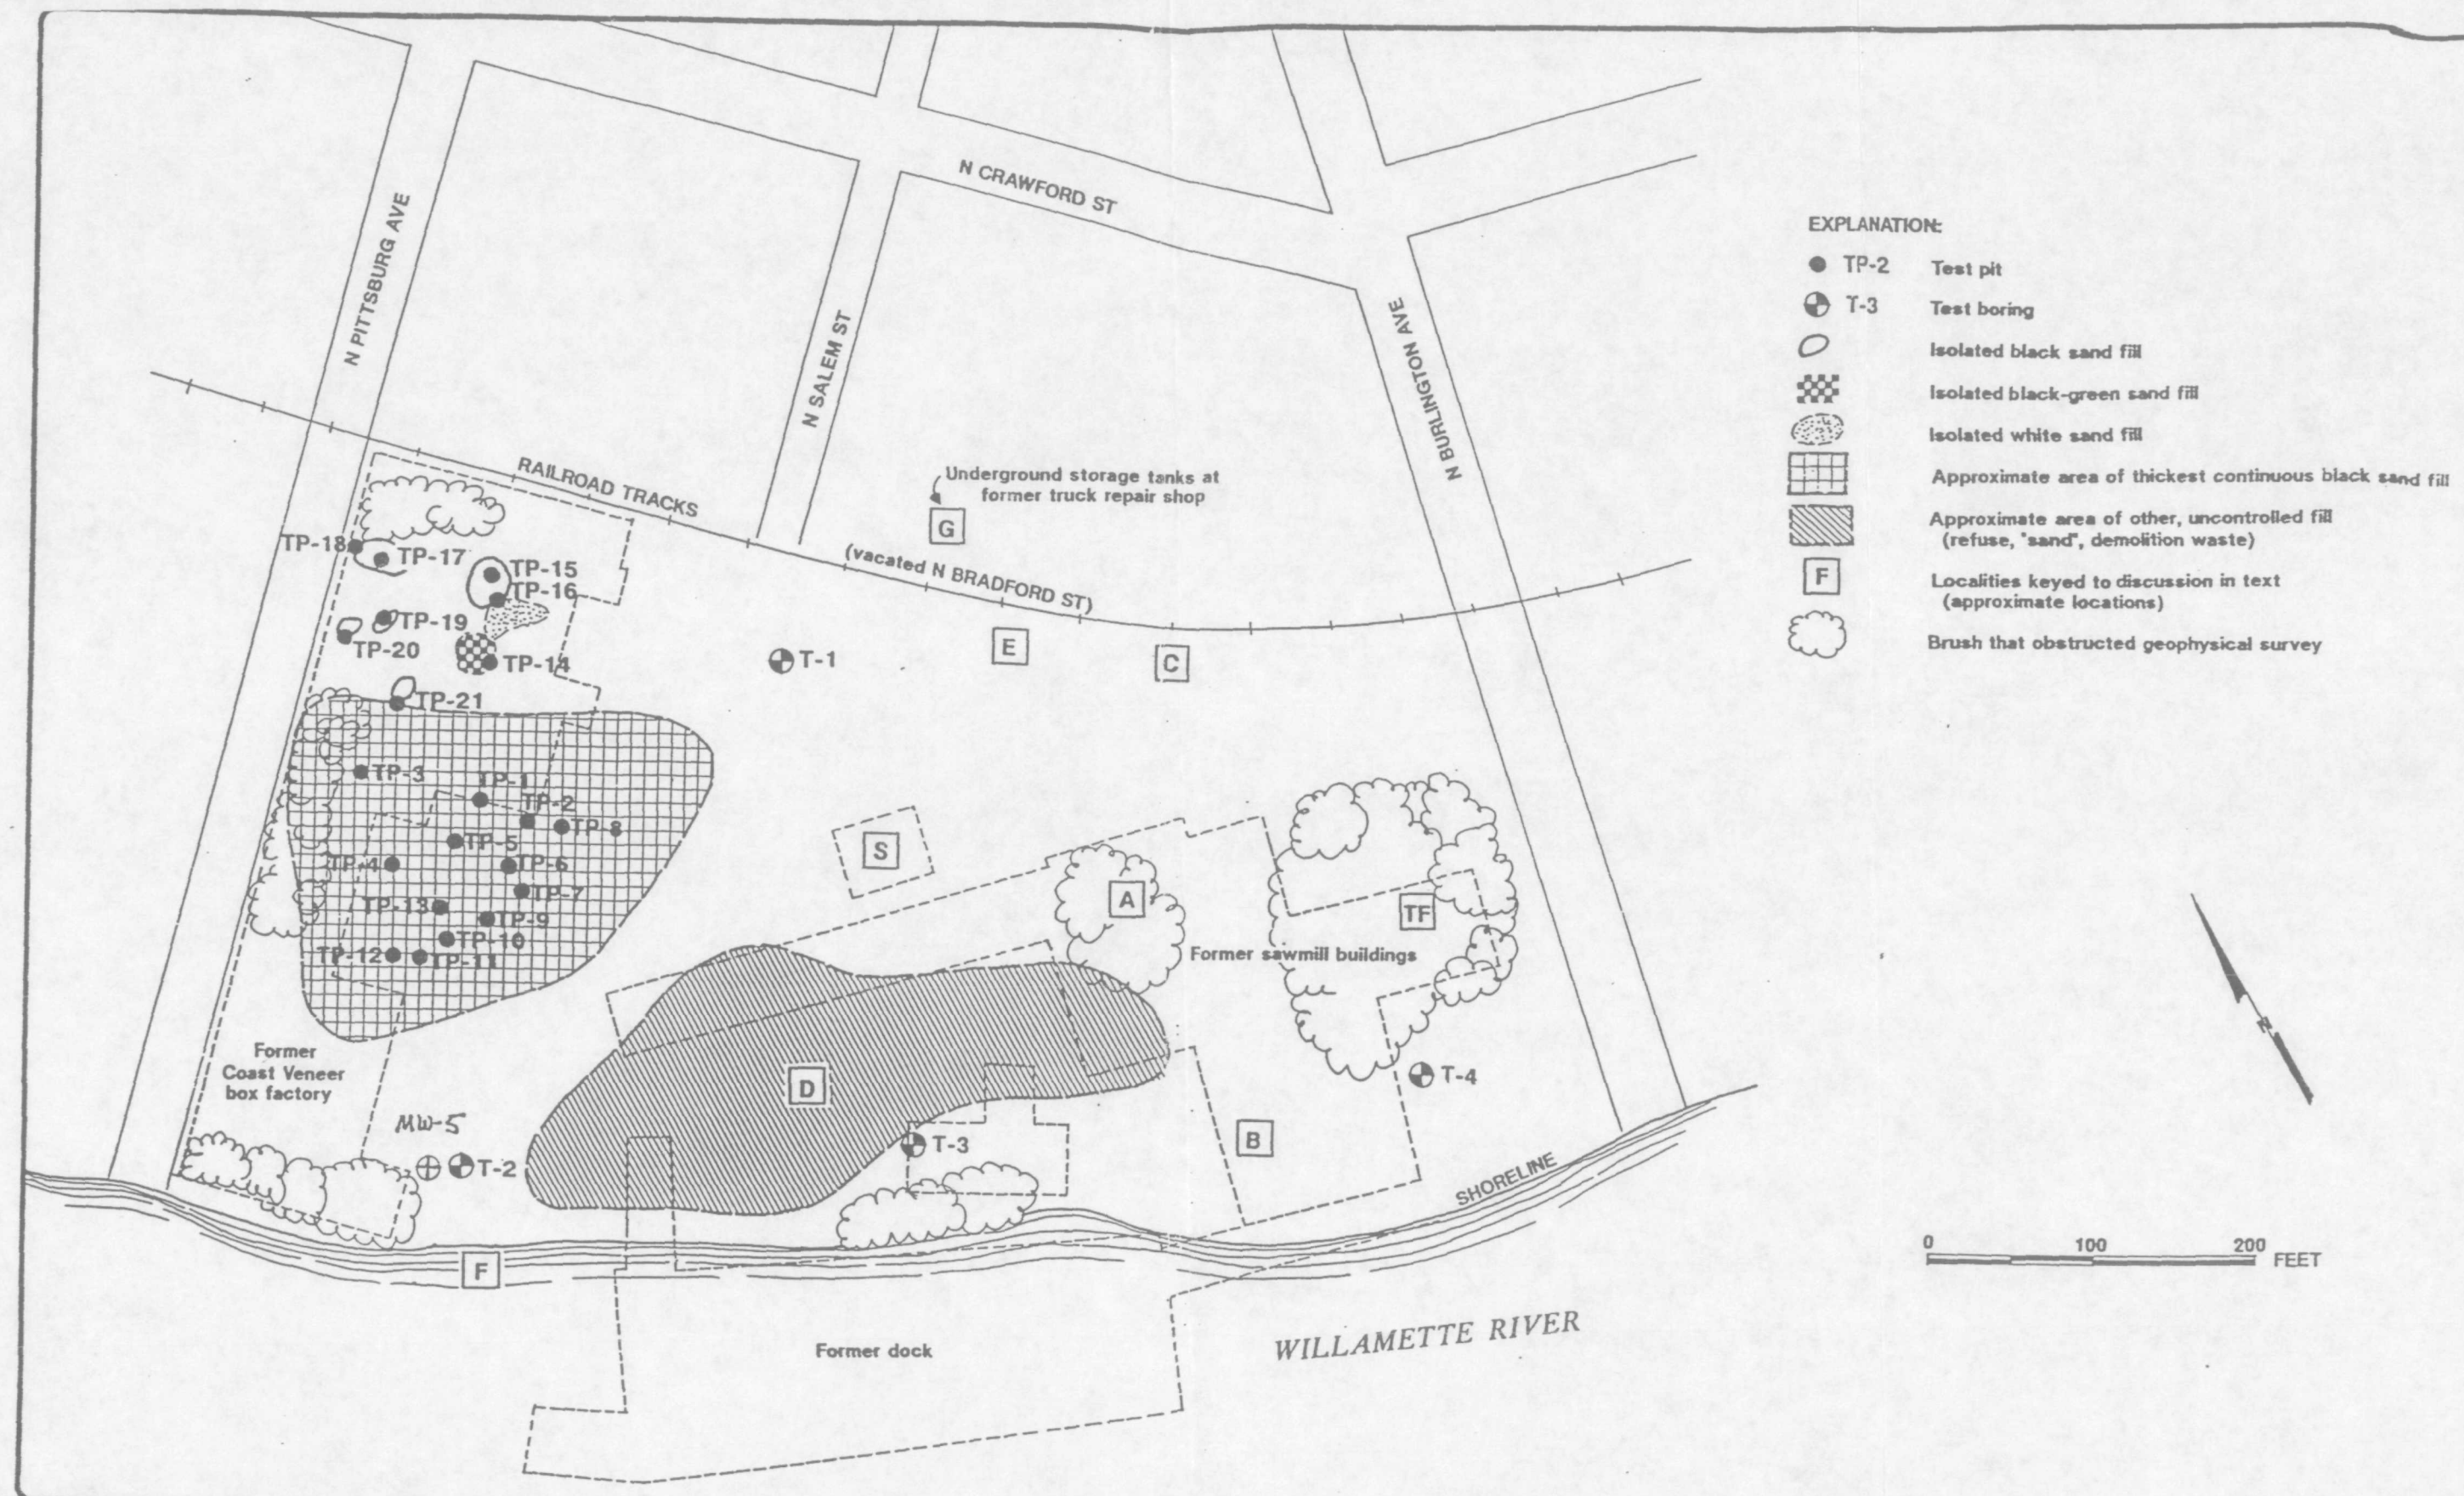 N CRAWFORD ST
N PITTSBURG AVE
N SALEM ST
N BURLINGTON AVE
RAILROAD TRACKS
(vacated N BRADFORD ST)
Underground storage tanks at
former truck repair shop
G
E
C
TP-18
TP-17
TP-15
TP-16
TP-19
TP-20
TP-14
TP-21
T-1
TP-3
TP-1
TP-2
TP-8
TP-5
TP-4
TP-6
TP-7
TP-13
TP-9
TP-10
TP-12
TP-11
S
A
TF
Former sawmill buildings
D
Former
Coast Veneer
box factory
MW-5
T-2
T-3
T-4
B
SHORELINE
F
Former dock
WILLAMETTE RIVER
EXPLANATION:
TP-2 Test pit
T-3 Test boring
Isolated black sand fill
Isolated black-green sand fill
Isolated white sand fill
Approximate area of thickest continuous black sand fill
Approximate area of other, uncontrolled fill
(refuse, "sand", demolition waste)
F Localities keyed to discussion in text
(approximate locations)
Brush that obstructed geophysical survey
N
0 100 200 FEET